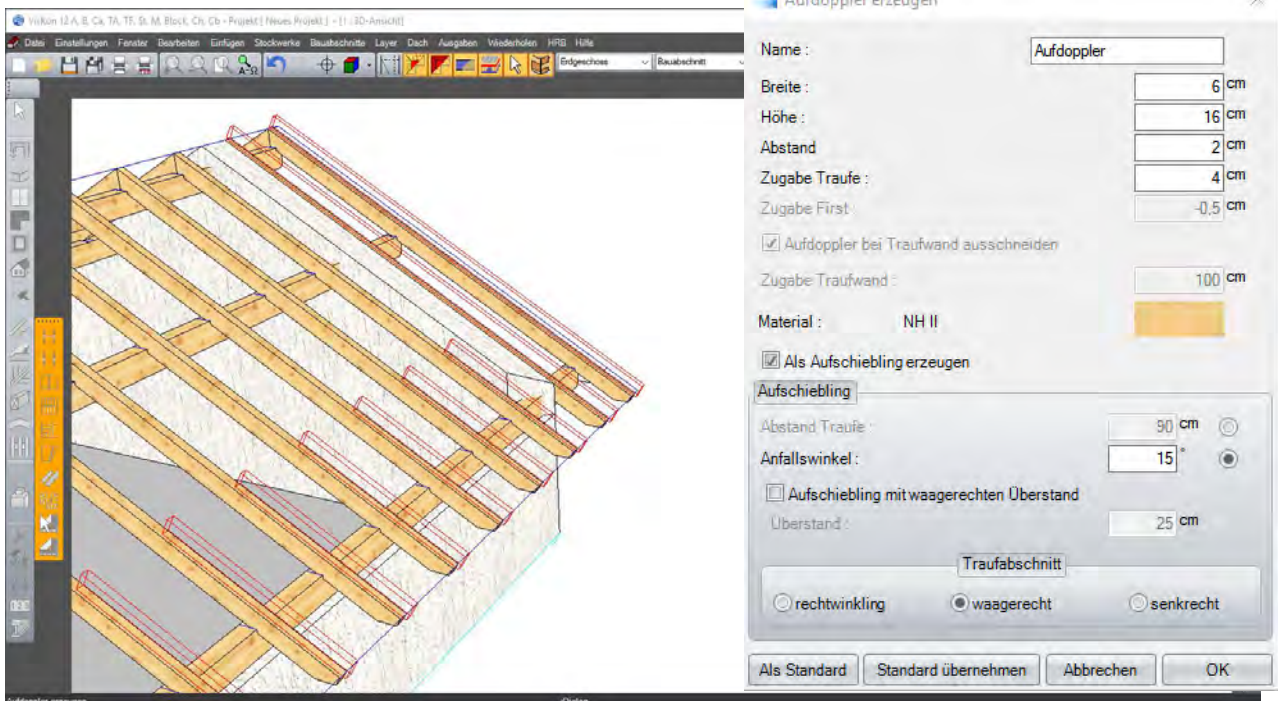 Viskon 12 A, B, Ca, TA, TF, St, M, Block, Ch, Cb - Projekt [ Neues Projekt ] - [1 : 3D-Ansicht]
Datei Einstellungen Fenster Bearbeiten Einfügen Stockwerke Bauabschnitte Layer Dach Ausgaben Wiederholen HRB Hilfe
Erdgeschoss Bauabschnitt
Aufdoppler erzeugen
Name : Aufdoppler
Breite : 6 cm
Höhe : 16 cm
Abstand 2 cm
Zugabe Traufe : 4 cm
Zugabe First -0,5 cm
Aufdoppler bei Traufwand ausschneiden
Zugabe Traufwand : 100 cm
Material : NH II
Als Aufschiebling erzeugen
Aufschiebling
Abstand Traufe : 90 cm
Anfallswinkel : 15 °
Aufschiebling mit waagerechten Überstand
Überstand : 25 cm
Traufabschnitt
rechtwinkling waagerecht senkrecht
Als Standard Standard übernehmen Abbrechen OK